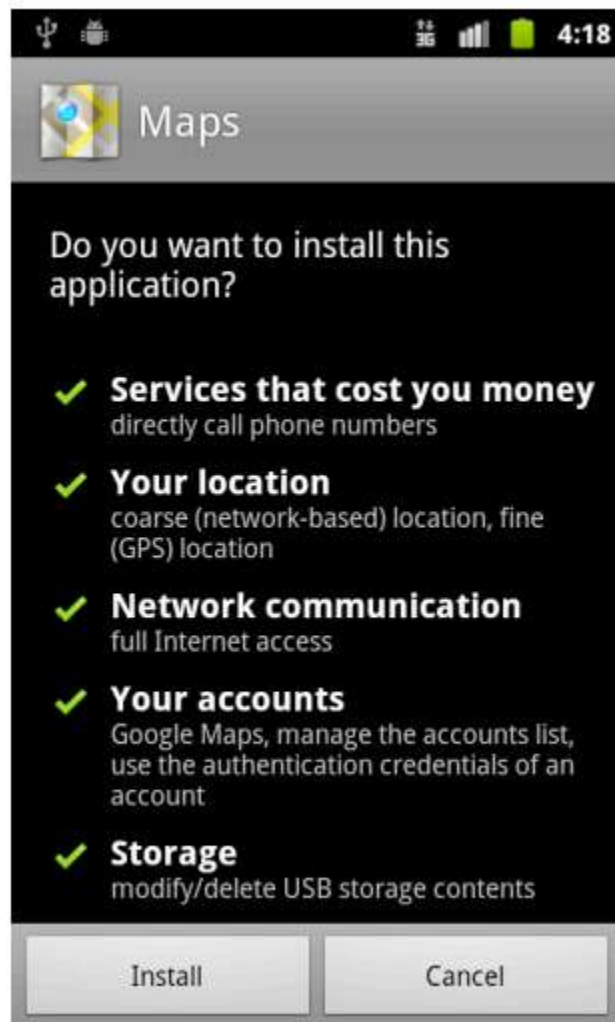 3G 4:18
Maps
Do you want to install this
application?
Services that cost you money
directly call phone numbers
Your location
coarse (network-based) location, fine
(GPS) location
Network communication
full Internet access
Your accounts
Google Maps, manage the accounts list,
use the authentication credentials of an
account
Storage
modify/delete USB storage contents
Install Cancel